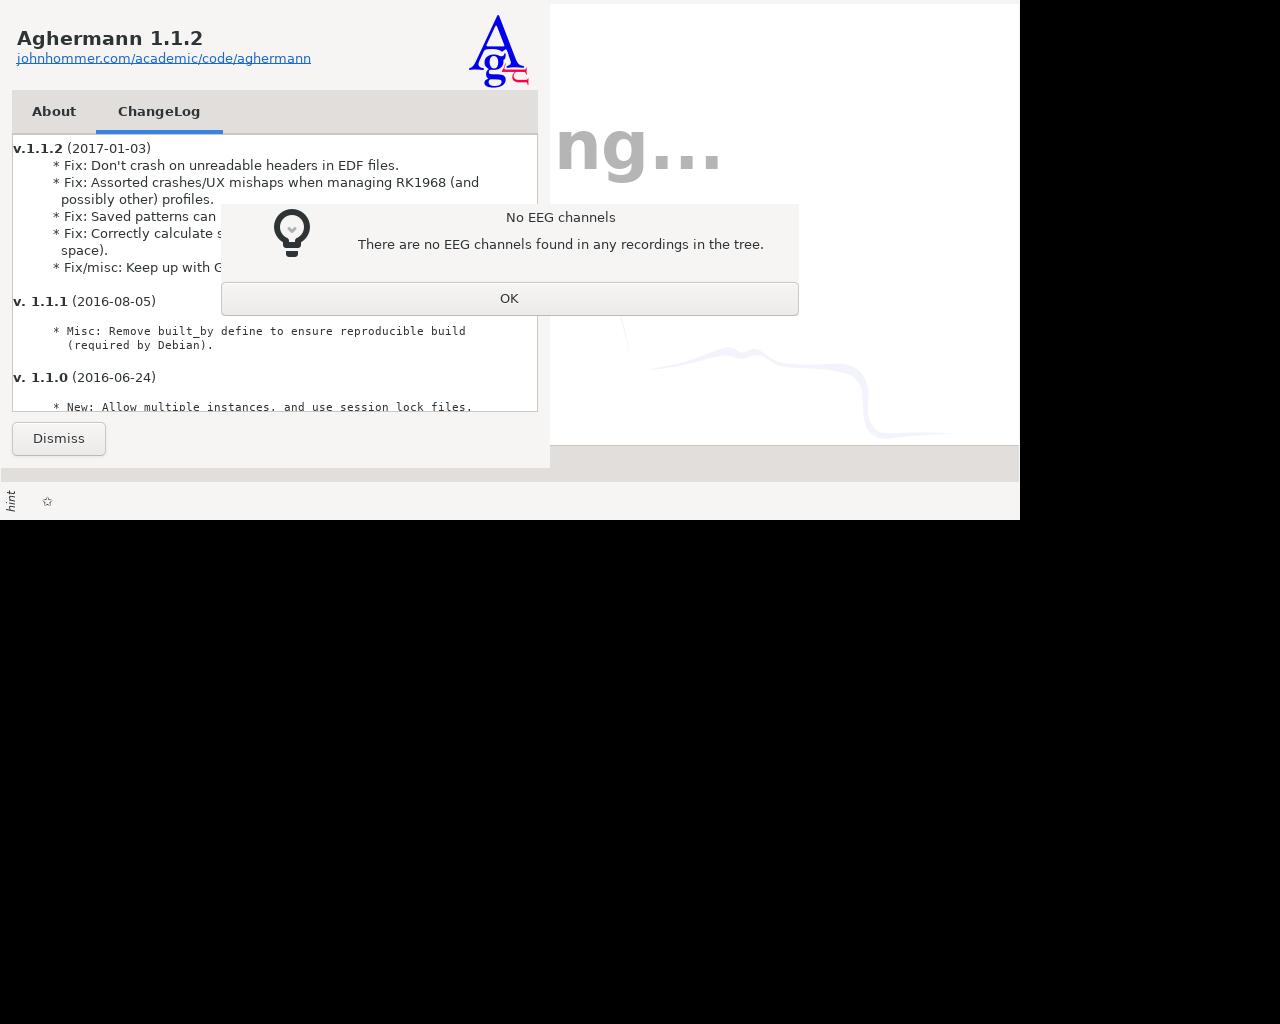 Aghermann 1.1.2
johnhommer.com/academic/code/aghermann
About
ChangeLog
ng...
v.1.1.2 (2017-01-03)
* Fix: Don't crash on unreadable headers in EDF files.
* Fix: Assorted crashes/UX mishaps when managing RK1968 (and
possibly other) profiles.
* Fix: Saved patterns can
* Fix: Correctly calculate s
space).
* Fix/misc: Keep up with G
No EEG channels
There are no EEG channels found in any recordings in the tree.
OK
v. 1.1.1 (2016-08-05)
* Misc: Remove built_by define to ensure reproducible build
(required by Debian).
v. 1.1.0 (2016-06-24)
* New: Allow multiple instances, and use session lock files.
Dismiss
hint
✩